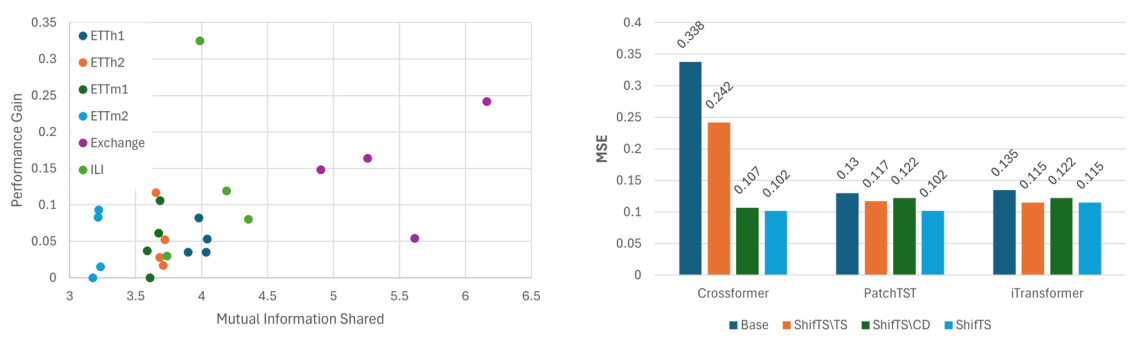 0.35
0.3
0.25
0.2
0.15
0.1
0.05
0
Performance Gain
ETTh1
ETTh2
ETTm1
ETTm2
Exchange
ILI
3 3.5 4 4.5 5 5.5 6 6.5
Mutual Information Shared
0.4
0.35
0.3
0.25
0.2
0.15
0.1
0.05
0
MSE
0.338 0.242 0.107 0.102
0.13 0.117 0.122 0.102
0.135 0.115 0.122 0.115
Crossformer PatchTST iTransformer
Base ShifTS\TS ShifTS\CD ShifTS